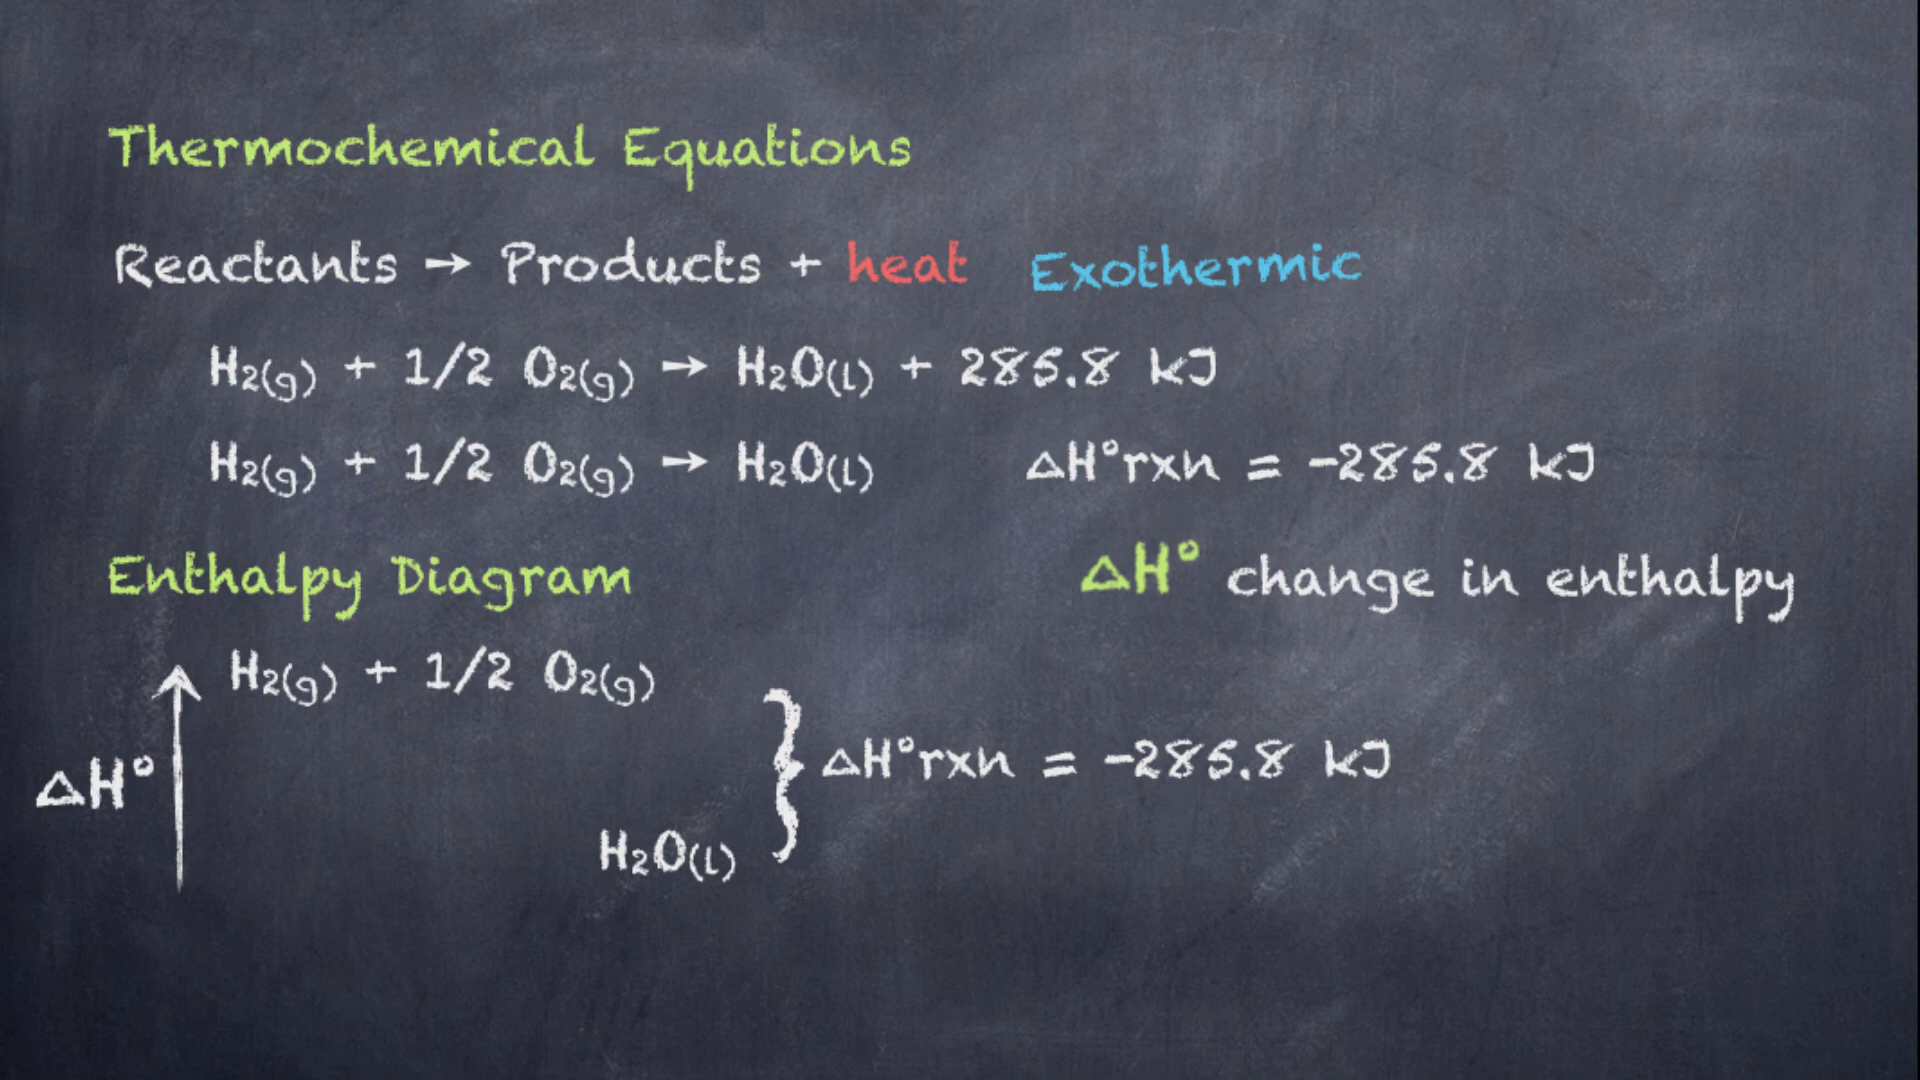 Thermochemical Equations
Reactants → Products + heat Exothermic
H₂(g) + 1/2 O₂(g) → H₂O(l) + 285.8 kJ
H₂(g) + 1/2 O₂(g) → H₂O(l) ΔH°rxn = -285.8 kJ
Enthalpy Diagram
ΔH° change in enthalpy
H₂(g) + 1/2 O₂(g)
ΔH°
} ΔH°rxn = -285.8 kJ
H₂O(l)